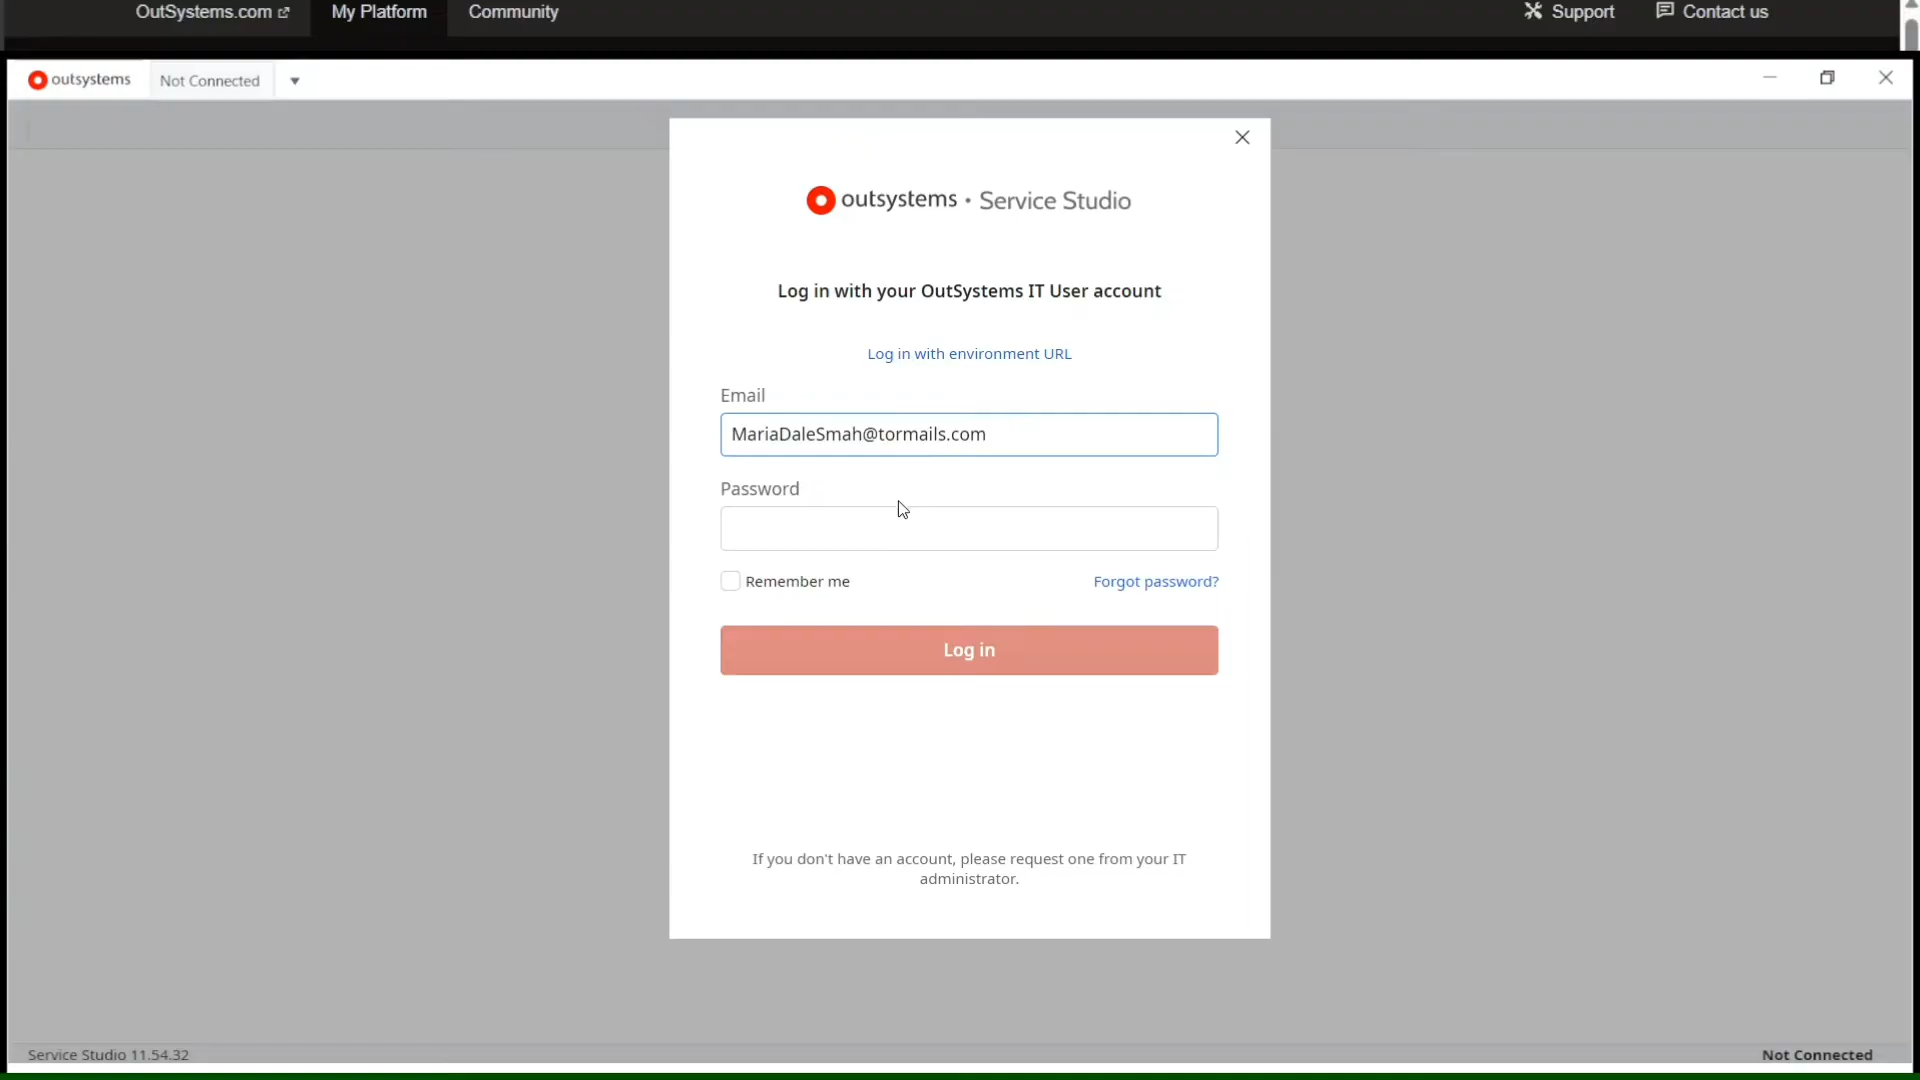 OutSystems.com My Platform Community Support Contact us
outsystems Not Connected
outsystems • Service Studio
Log in with your OutSystems IT User account
Log in with environment URL
Email
MariaDaleSmah@tormails.com
Password
Remember me Forgot password?
Log in
If you don't have an account, please request one from your IT
administrator.
Service Studio 11.54.32 Not Connected